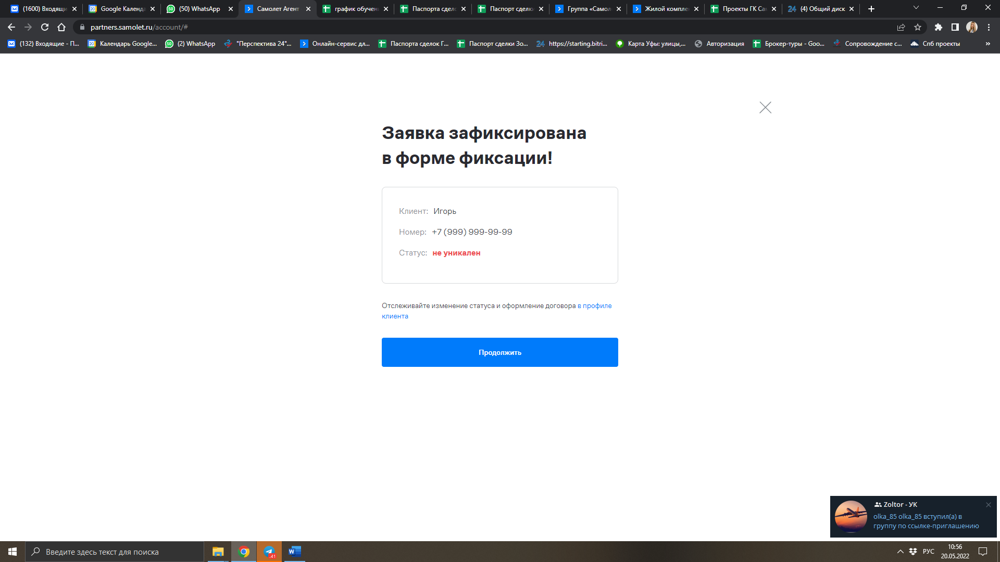 (1600) Входящи
Google Календа
(50) WhatsApp
Самолет Агент
график обучен
Паспорта сдел
Паспорт сделки
Группа «Самол
Жилой компле
Проекты ГК Са
(4) Общий диск
partners.samolet.ru/account/#
(132) Входящие - П...
Календарь Google...
(2) WhatsApp
"Перспектива 24"...
Онлайн-сервис дл...
Паспорта сделок Г...
Паспорт сделки Зо...
https://starting.bitri...
Карта Уфы: улицы,...
Авторизация
Брокер-туры - Goo...
Сопровождение с...
Спб проекты
Заявка зафиксирована
в форме фиксации!
Клиент: Игорь
Номер: +7 (999) 999-99-99
Статус: не уникален
Отслеживайте изменение статуса и оформление договора в профиле
клиента
Продолжить
Zoltor - УК
olka_85 olka_85 вступил(а) в
группу по ссылке-приглашению
Введите здесь текст для поиска
РУС
10:56
20.05.2022